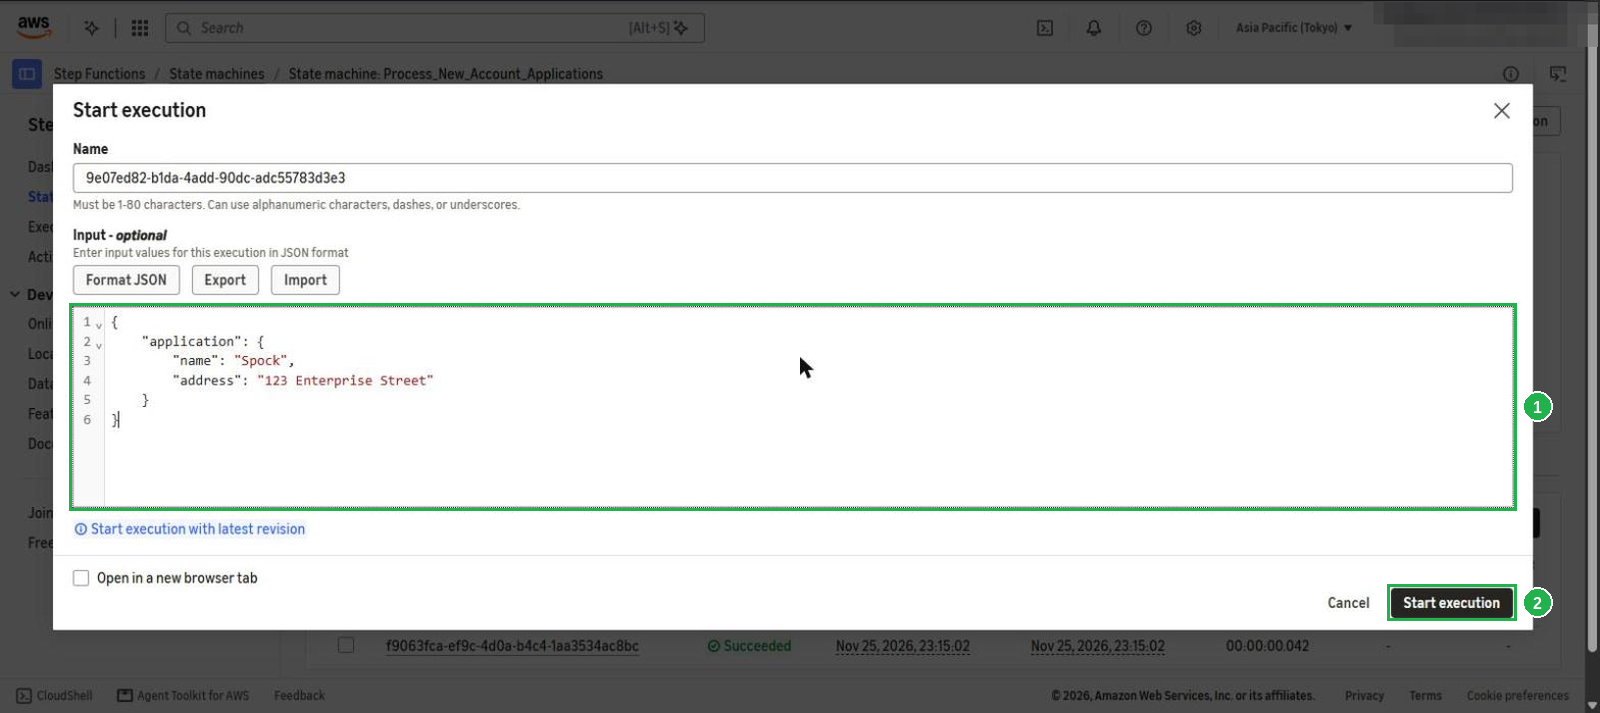 aws
Search [Alt+S]
Asia Pacific (Tokyo)
Step Functions / State machines / State machine: Process_New_Account_Applications
Start execution
Name
9e07ed82-b1da-4add-90dc-adc55783d3e3
Must be 1-80 characters. Can use alphanumeric characters, dashes, or underscores.
Input - optional
Enter input values for this execution in JSON format
Format JSON Export Import
1 {
2 "application": {
3 "name": "Spock",
4 "address": "123 Enterprise Street"
5 }
6 }
1
Start execution with latest revision
Open in a new browser tab
Cancel Start execution 2
f9063fca-ef9c-4d0a-b4c4-1aa3534ac8bc Succeeded Nov 25, 2026, 23:15:02 Nov 25, 2026, 23:15:02 00:00:00.042 - -
CloudShell Agent Toolkit for AWS Feedback © 2026, Amazon Web Services, Inc. or its affiliates. Privacy Terms Cookie preferences